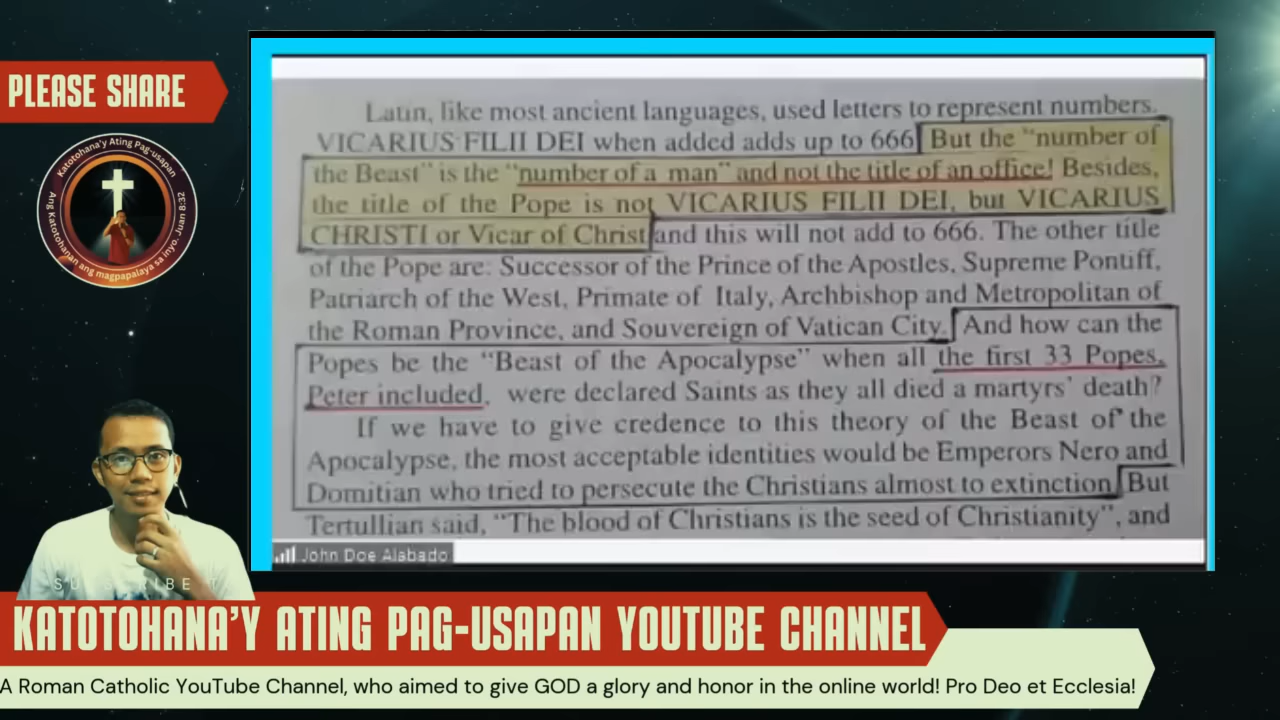 PLEASE SHARE
Katotohana'y Ating Pag-usapan
Ang Katotohanan ang magpapalaya sa inyo. Juan 8:32
Latin, like most ancient languages, used letters to represent numbers.
VICARIUS FILII DEI when added adds up to 666 But the "number of
the Beast" is the "number of a man" and not the title of an office! Besides,
the title of the Pope is not VICARIUS FILII DEI, but VICARIUS
CHRISTI or Vicar of Christ and this will not add to 666. The other title
of the Pope are: Successor of the Prince of the Apostles, Supreme Pontiff,
Patriarch of the West, Primate of Italy, Archbishop and Metropolitan of
the Roman Province, and Souvereign of Vatican City. And how can the
Popes be the "Beast of the Apocalypse" when all the first 33 Popes,
Peter included, were declared Saints as they all died a martyrs' death?
If we have to give credence to this theory of the Beast of the
Apocalypse, the most acceptable identities would be Emperors Nero and
Domitian who tried to persecute the Christians almost to extinction But
Tertullian said, "The blood of Christians is the seed of Christianity", and
John Doe Alabado
KATOTOHANA'Y ATING PAG-USAPAN YOUTUBE CHANNEL
A Roman Catholic YouTube Channel, who aimed to give GOD a glory and honor in the online world! Pro Deo et Ecclesia!